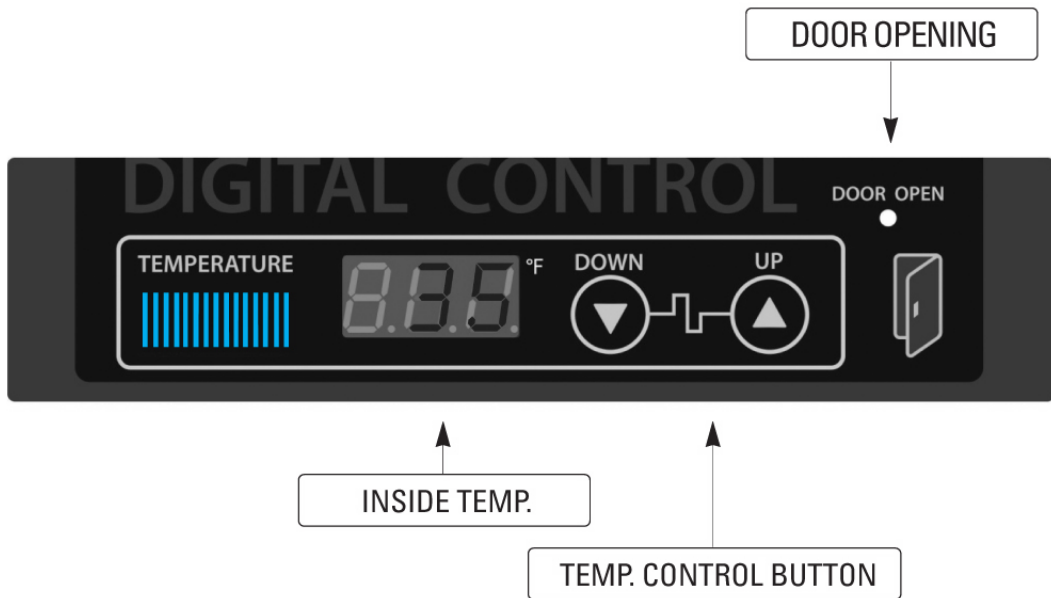 DOOR OPENING
DIGITAL CONTROL
DOOR OPEN
TEMPERATURE
°F
DOWN
UP
INSIDE TEMP.
TEMP. CONTROL BUTTON